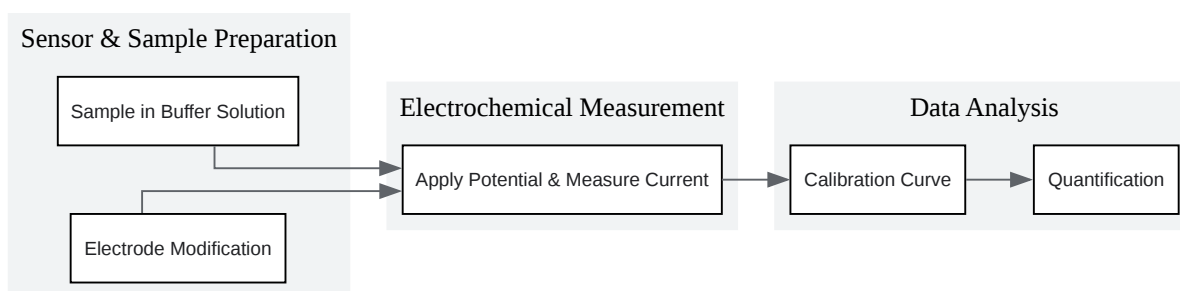 Sensor & Sample Preparation
Sample in Buffer Solution
Electrode Modification
Electrochemical Measurement
Apply Potential & Measure Current
Data Analysis
Calibration Curve
Quantification